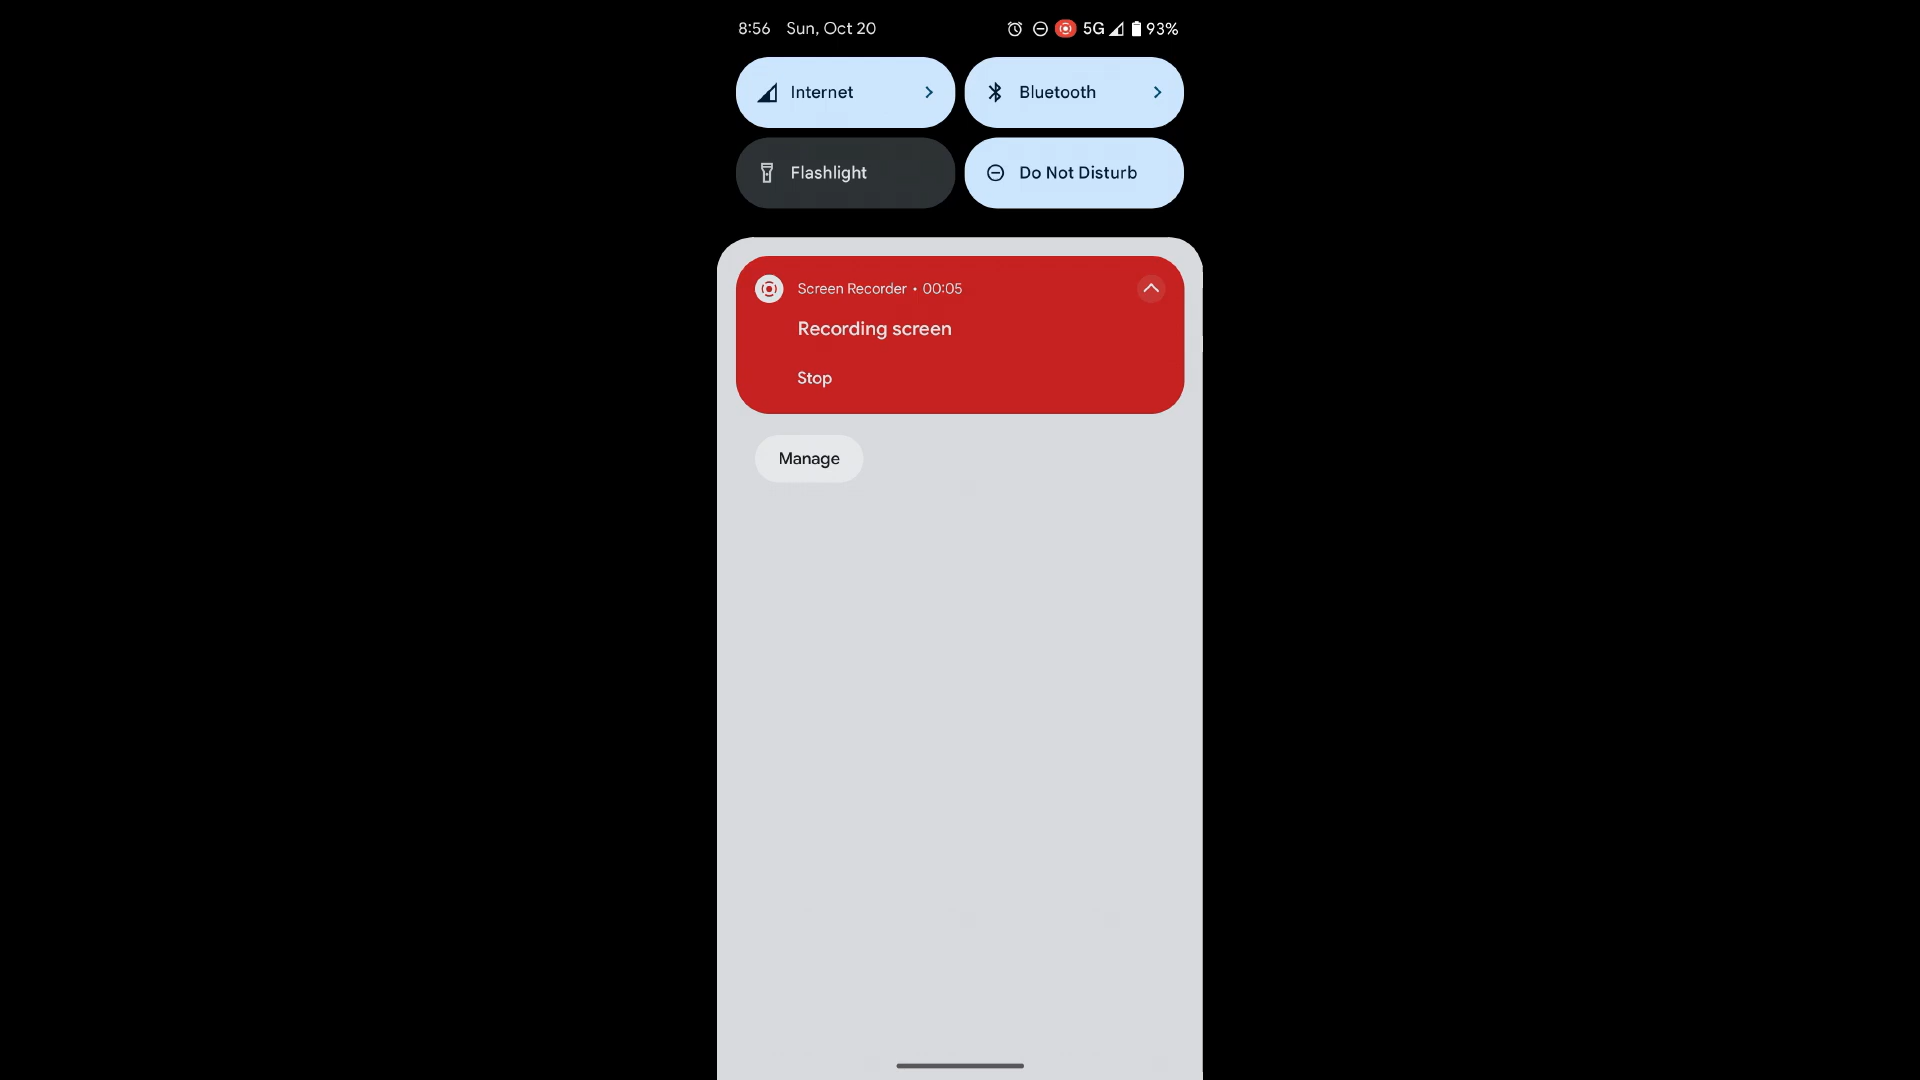 8:56 Sun, Oct 20 5G 93%
Internet Bluetooth
Flashlight Do Not Disturb
Screen Recorder • 00:05
Recording screen
Stop
Manage